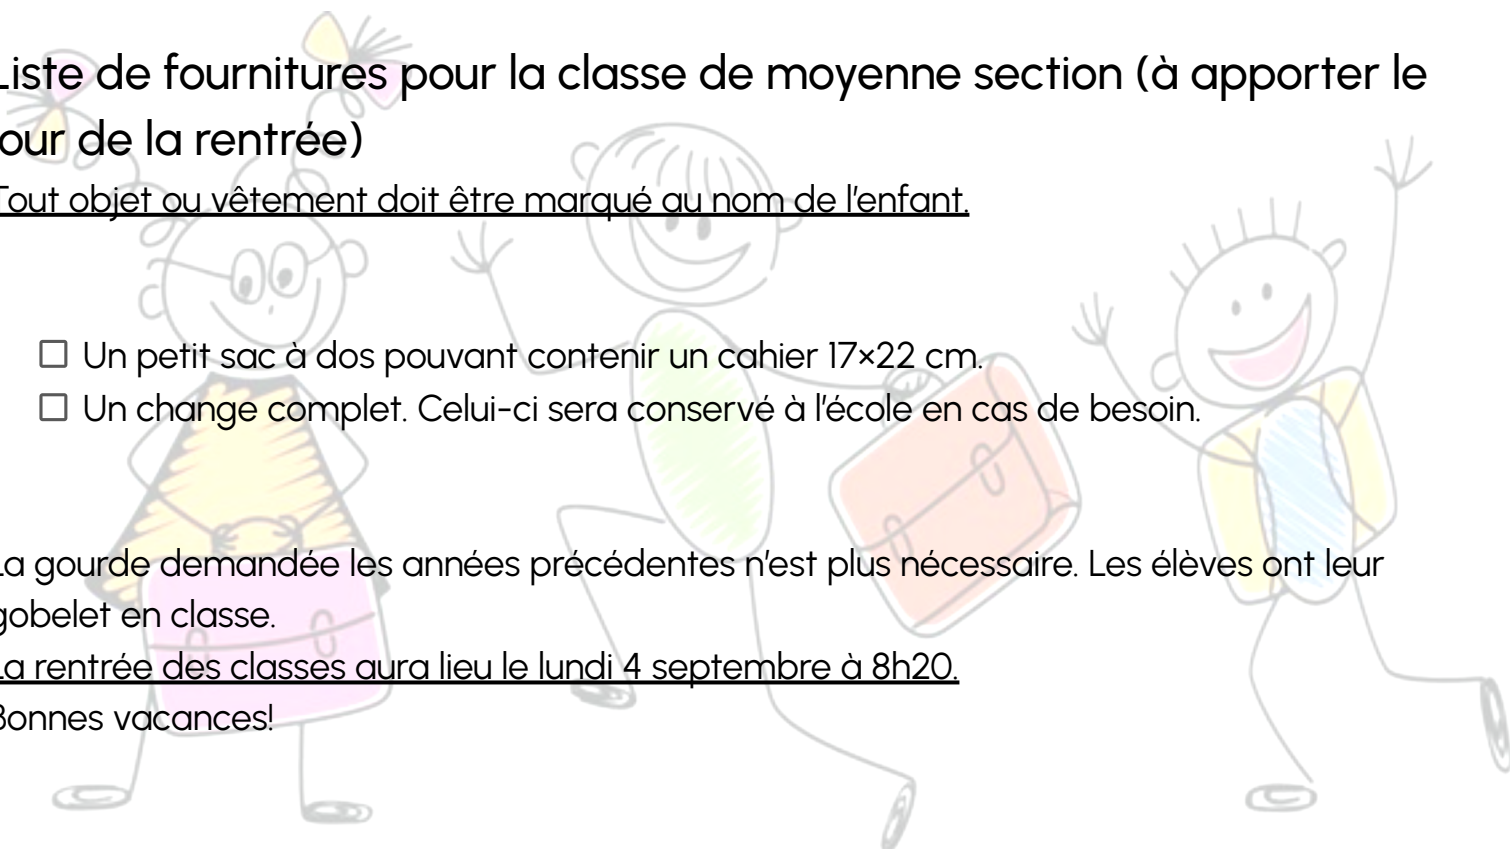 Liste de fournitures pour la classe de moyenne section (à apporter le
jour de la rentrée)
Tout objet ou vêtement doit être marqué au nom de l'enfant.
Un petit sac à dos pouvant contenir un cahier 17×22 cm.
Un change complet. Celui-ci sera conservé à l'école en cas de besoin.
La gourde demandée les années précédentes n'est plus nécessaire. Les élèves ont leur
gobelet en classe.
La rentrée des classes aura lieu le lundi 4 septembre à 8h20.
Bonnes vacances!